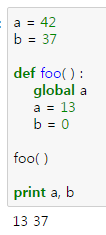 a = 42
b = 37
def foo( ) :
    global a
    a = 13
    b = 0
foo( )
print a, b
13 37